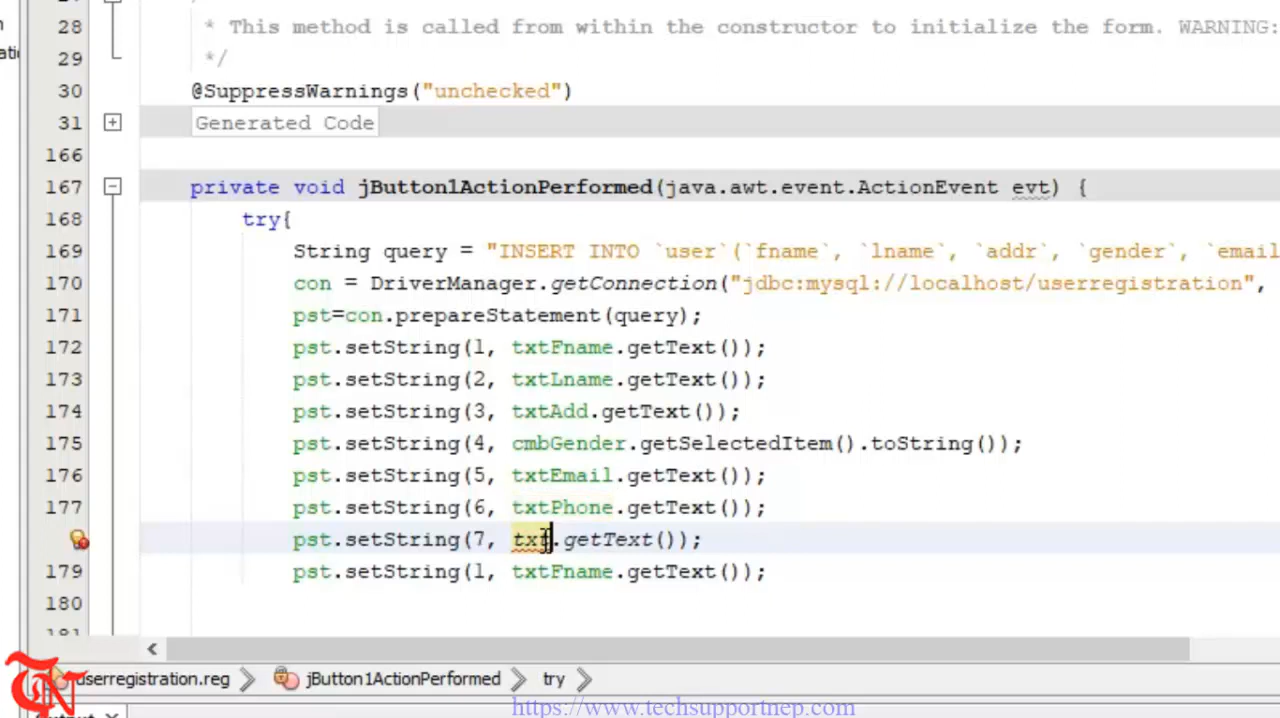 28 * This method is called from within the constructor to initialize the form. WARNING:
29 */
30 @SuppressWarnings("unchecked")
31 Generated Code
166
167 private void jButton1ActionPerformed(java.awt.event.ActionEvent evt) {
168 try{
169 String query = "INSERT INTO `user`(`fname`, `lname`, `addr`, `gender`, `email
170 con = DriverManager.getConnection("jdbc:mysql://localhost/userregistration",
171 pst=con.prepareStatement(query);
172 pst.setString(1, txtFname.getText());
173 pst.setString(2, txtLname.getText());
174 pst.setString(3, txtAdd.getText());
175 pst.setString(4, cmbGender.getSelectedItem().toString());
176 pst.setString(5, txtEmail.getText());
177 pst.setString(6, txtPhone.getText());
pst.setString(7, txt.getText());
179 pst.setString(1, txtFname.getText());
180
userregistration.reg jButton1ActionPerformed try
https://www.techsupportnep.com